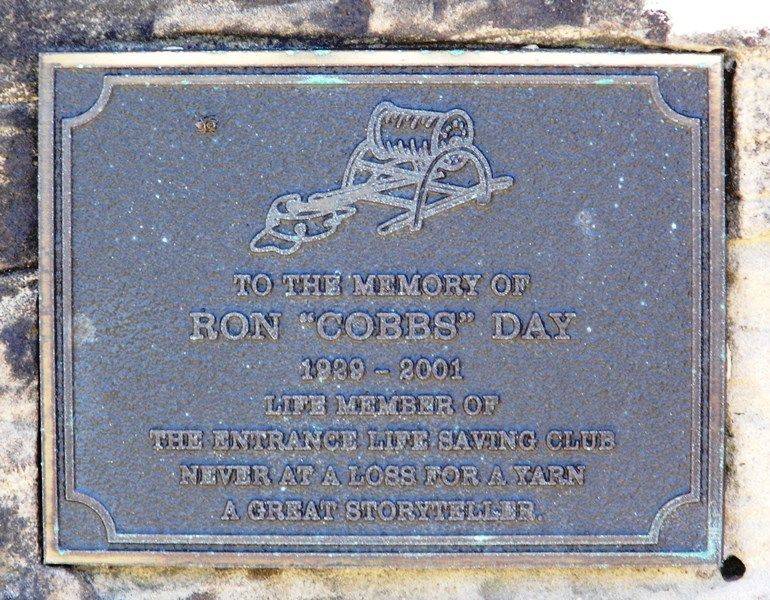 TO THE MEMORY OF
RON "COBBS" DAY
1939 - 2001
LIFE MEMBER OF
THE ENTRANCE LIFE SAVING CLUB
NEVER AT A LOSS FOR A YARN
A GREAT STORYTELLER.